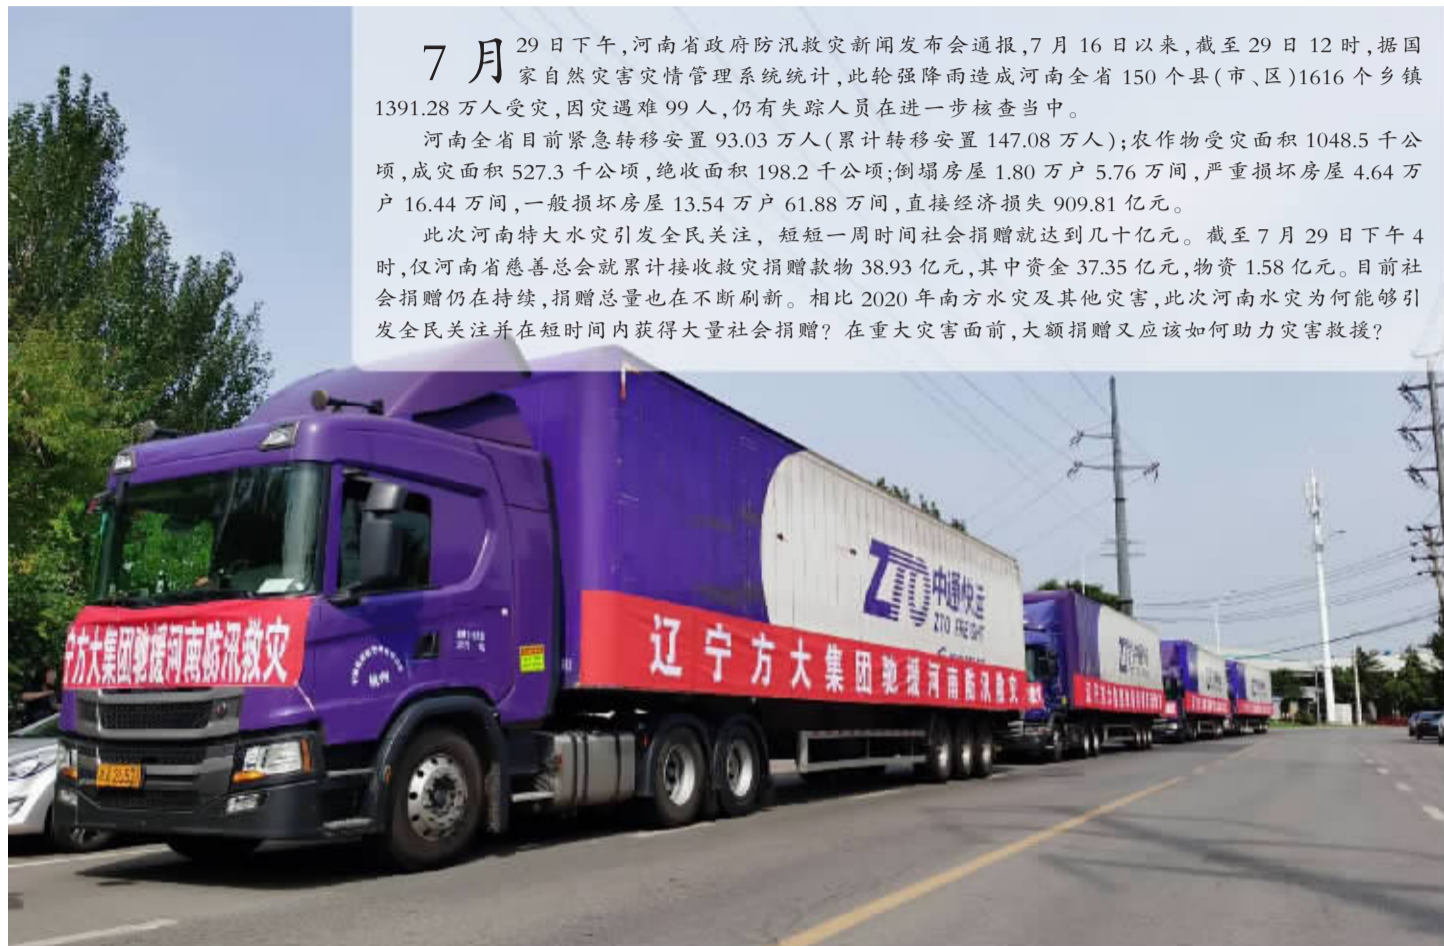 7月29日下午,河南省政府防汛救灾新闻发布会通报,7月16日以来,截至29日12时,据国
家自然灾害灾情管理系统统计,此轮强降雨造成河南全省150个县(市、区)1616个乡镇
1391.28万人受灾,因灾遇难99人,仍有失踪人员在进一步核查当中。
河南全省目前紧急转移安置93.03万人(累计转移安置147.08万人);农作物受灾面积1048.5千公
顷,成灾面积527.3千公顷,绝收面积198.2千公顷;倒塌房屋1.80万户5.76万间,严重损坏房屋4.64万
户16.44万间,一般损坏房屋13.54万户61.88万间,直接经济损失909.81亿元。
此次河南特大水灾引发全民关注,短短一周时间社会捐赠就达到几十亿元。截至7月29日下午4
时,仅河南省慈善总会就累计接收救灾捐赠款物38.93亿元,其中资金37.35亿元,物资1.58亿元。目前社
会捐赠仍在持续,捐赠总量也在不断刷新。相比2020年南方水灾及其他灾害,此次河南水灾为何能够引
发全民关注并在短时间内获得大量社会捐赠?在重大灾害面前,大额捐赠又应该如何助力灾害救援?
ZTO 中通快运
ZTO FREIGHT
辽宁方大集团驰援河南防汛救灾
宁方大集团驰援河南防汛救灾
杭州
ZTO